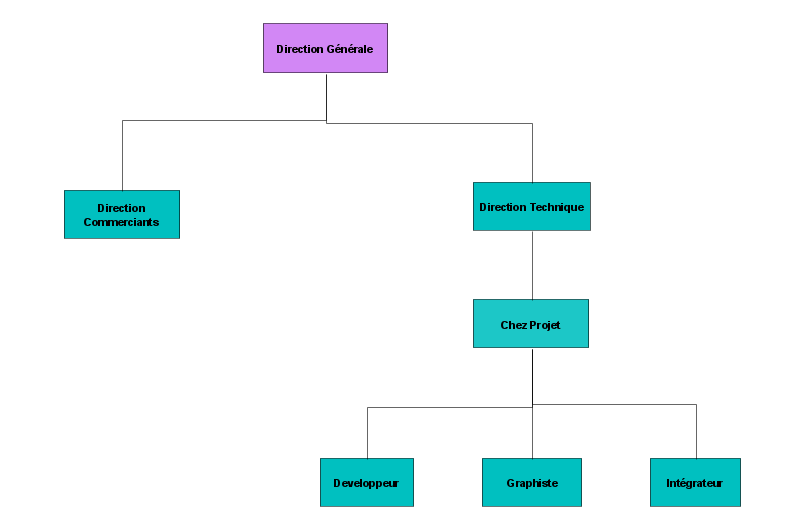 Direction Générale
Direction
Commerciants
Direction Technique
Chez Projet
Developpeur
Graphiste
Intégrateur